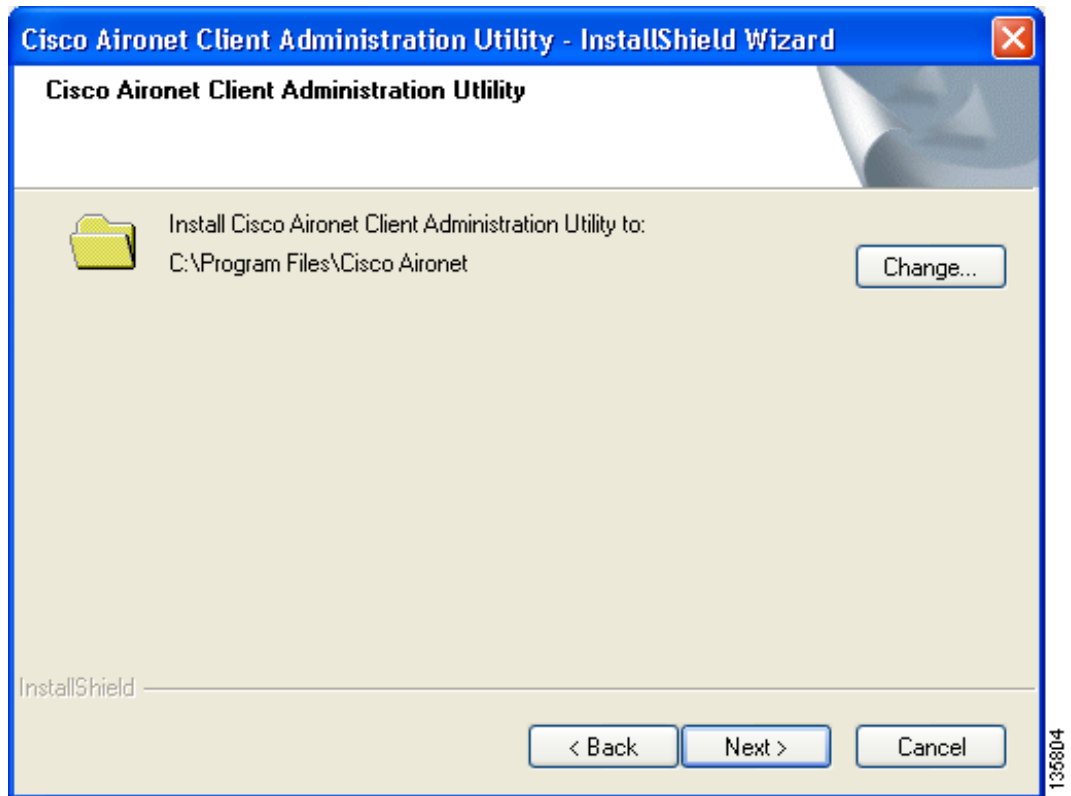 Cisco Aironet Client Administration Utility - InstallShield Wizard
Cisco Aironet Client Administration Utlility
Install Cisco Aironet Client Administration Utility to:
C:\Program Files\Cisco Aironet
Change...
InstallShield
< Back
Next >
Cancel
135804